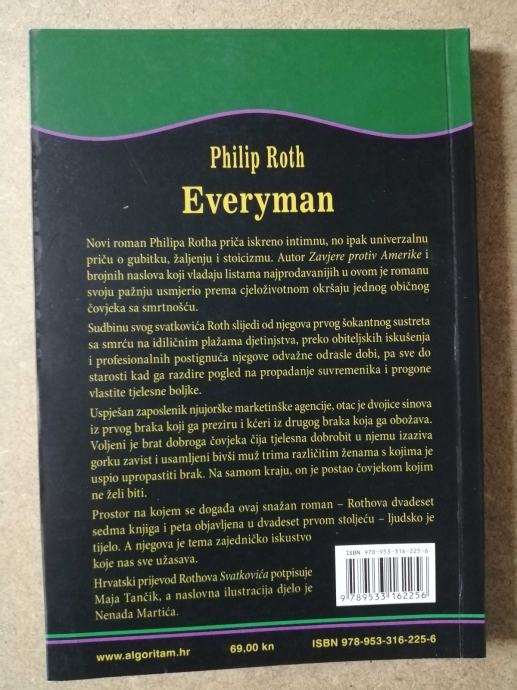 Philip Roth
Everyman
Novi roman Philipa Rotha priča iskreno intimnu, no ipak univerzalnu
priču o gubitku, žaljenju i stoicizmu. Autor Zavjere protiv Amerike i
brojnih naslova koji vladaju listama najprodavanijih u ovom je romanu
svoju pažnju usmjerio prema cjeloživotnom okršaju jednog običnog
čovjeka sa smrtnošću.
Sudbinu svog svatkovića Roth slijedi od njegova prvog šokantnog susreta
sa smrću na idiličnim plažama djetinjstva, preko obiteljskih iskušenja
i profesionalnih postignuća njegove odvažne odrasle dobi, pa sve do
starosti kad ga razdire pogled na propadanje suvremenika i progone
vlastite tjelesne boljke.
Uspješan zaposlenik njujorške marketinške agencije, otac je dvojice sinova
iz prvog braka koji ga preziru i kćeri iz drugog braka koja ga obožava.
Voljeni je brat dobroga čovjeka čija tjelesna dobrobit u njemu izaziva
gorku zavist i usamljeni bivši muž trima različitim ženama s kojima je
uspio upropastiti brak. Na samom kraju, on je postao čovjekom kojim
ne želi biti.
Prostor na kojem se događa ovaj snažan roman – Rothova dvadeset
sedma knjiga i peta objavljena u dvadeset prvom stoljeću – ljudsko je
tijelo. A njegova je tema zajedničko iskustvo
koje nas sve užasava.
Hrvatski prijevod Rothova Svatkovića potpisuje
Maja Tančik, a naslovna ilustracija djelo je
Nenada Martića.
ISBN 978-953-316-225-6
9 789533 162256
www.algoritam.hr 69,00 kn ISBN 978-953-316-225-6